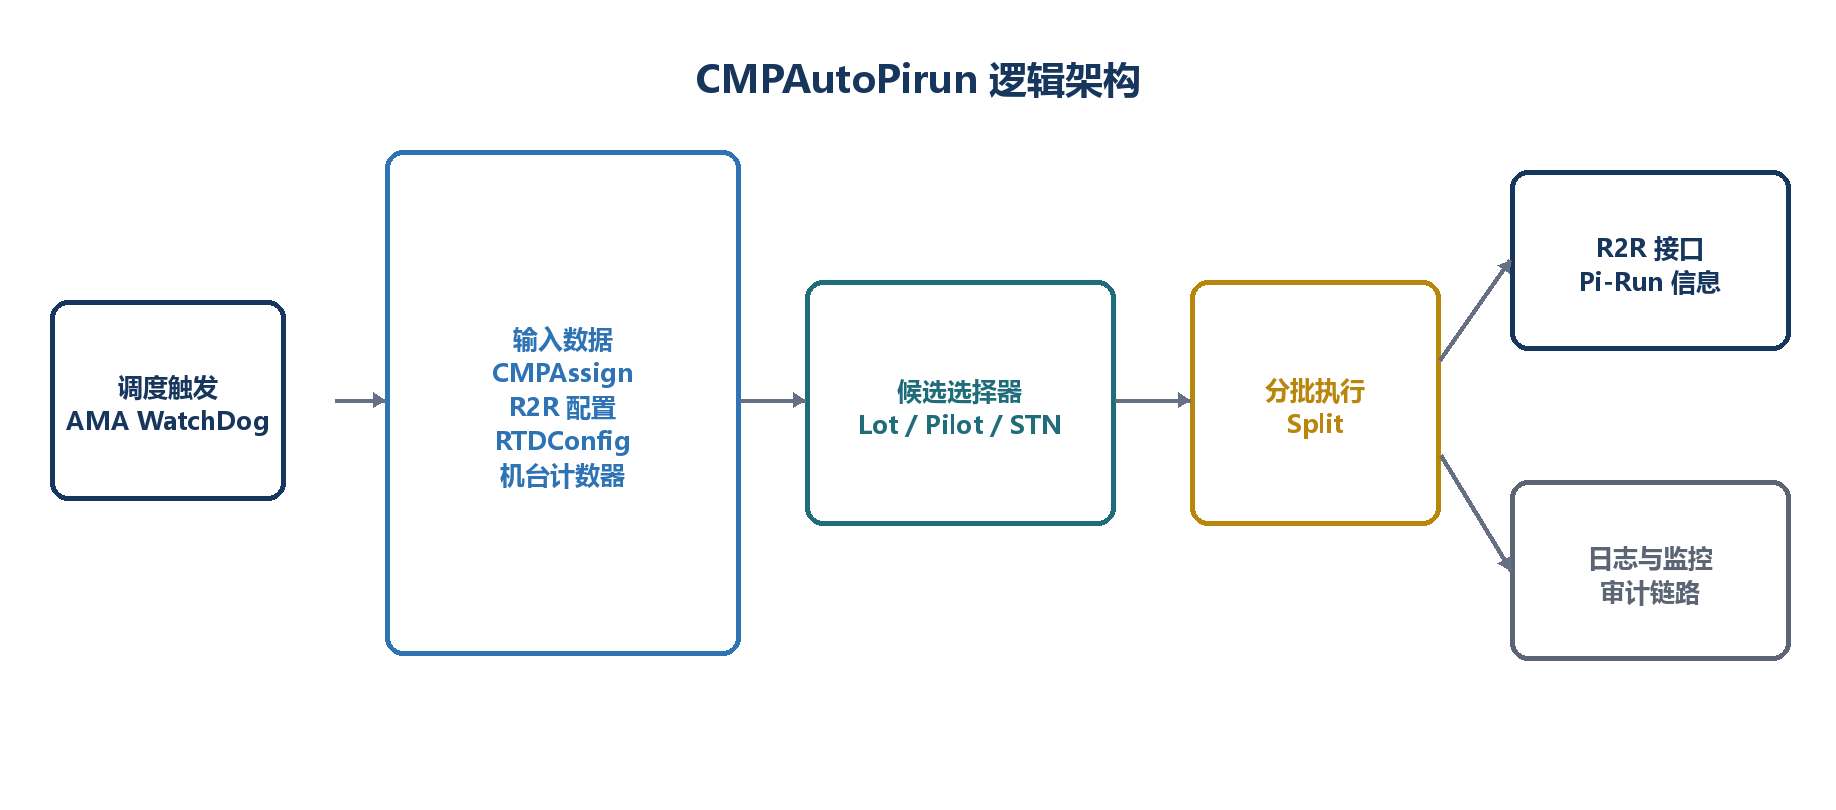 CMPAutoPirun 逻辑架构
调度触发
AMA WatchDog
输入数据
CMPAssign
R2R 配置
RTDConfig
机台计数器
候选选择器
Lot / Pilot / STN
分批执行
Split
R2R 接口
Pi-Run 信息
日志与监控
审计链路